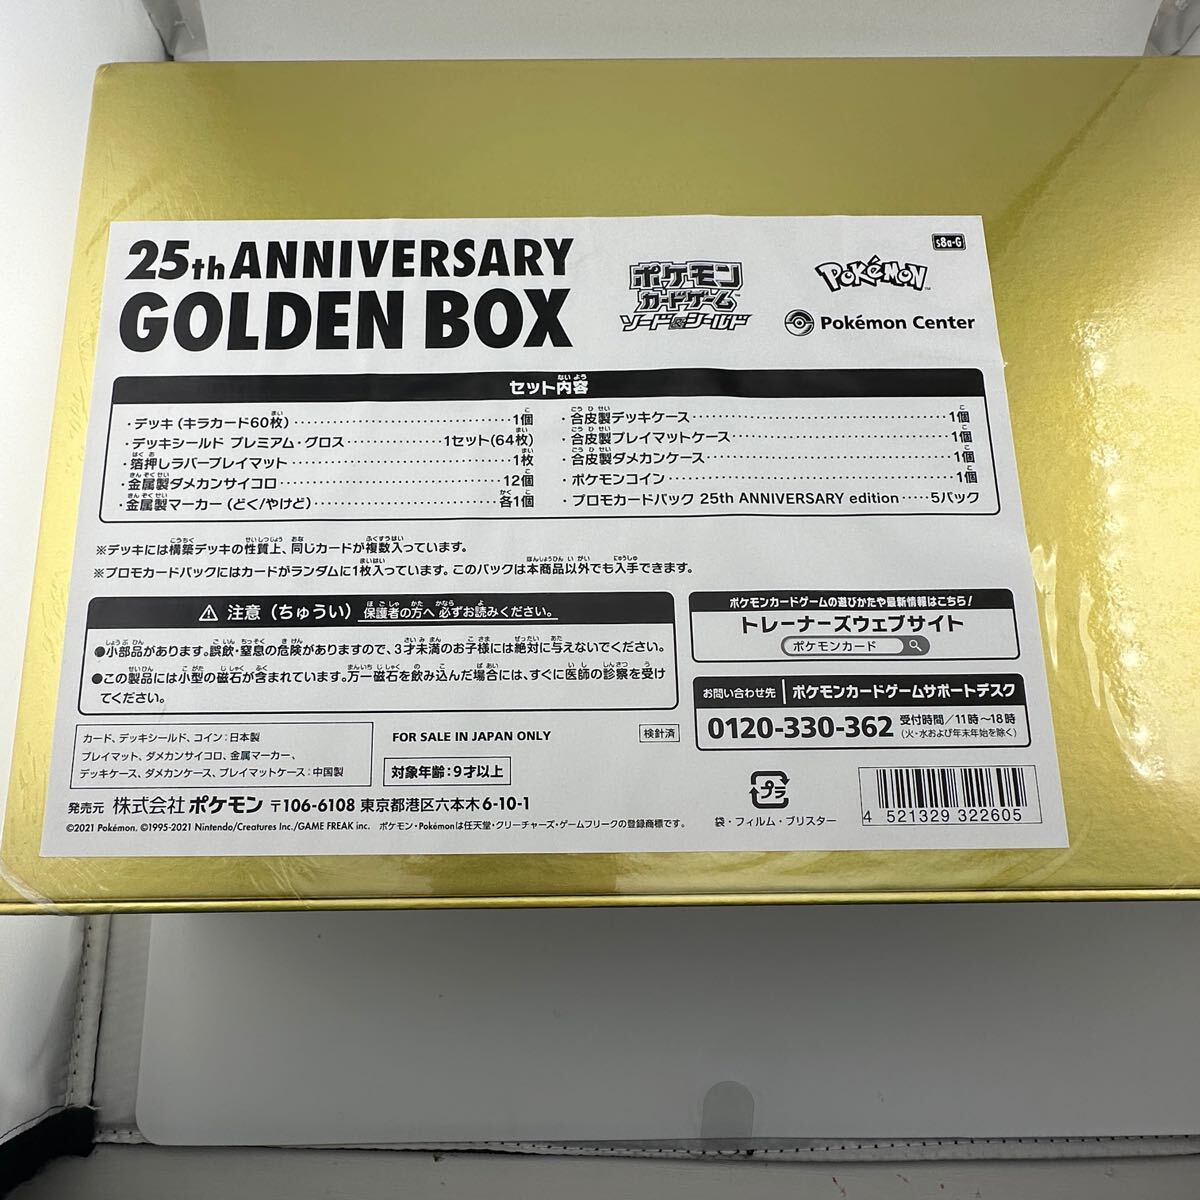 25th ANNIVERSARY
GOLDEN BOX
ポケモン
カードゲーム
ソード&シールド
s8a-G
POKéMON
Pokémon Center
セット内容
・デッキ(キラカード60枚)……………………1個
・デッキシールド プレミアム・グロス……………1セット(64枚)
・箔押しラバープレイマット……………………1枚
・金属製ダメカンサイコロ……………………12個
・金属製マーカー(どく/やけど)……………………各1個
・合皮製デッキケース……………………1個
・合皮製プレイマットケース……………………1個
・合皮製ダメカンケース……………………1個
・ポケモンコイン……………………1個
・プロモカードパック 25th ANNIVERSARY edition……5パック
※デッキには構築デッキの性質上、同じカードが複数入っています。
※プロモカードパックにはカードがランダムに1枚入っています。このパックは本商品以外でも入手できます。
⚠ 注意(ちゅうい) 保護者の方へ 必ずお読みください。
●小部品があります。誤飲・窒息の危険がありますので、3才未満のお子様には絶対に与えないでください。
●この製品には小型の磁石が含まれています。万一磁石を飲み込んだ場合には、すぐに医師の診察を受け
てください。
ポケモンカードゲームの遊びかたや最新情報はこちら!
トレーナーズウェブサイト
ポケモンカード
お問い合わせ先 ポケモンカードゲームサポートデスク
0120-330-362 受付時間/11時~18時
(火・水および年末年始を除く)
カード、デッキシールド、コイン:日本製
プレイマット、ダメカンサイコロ、金属マーカー、
デッキケース、ダメカンケース、プレイマットケース:中国製
FOR SALE IN JAPAN ONLY
検針済
対象年齢:9才以上
発売元 株式会社 ポケモン 〒106-6108 東京都港区六本木6-10-1
©2021 Pokémon. ©1995-2021 Nintendo/Creatures Inc./GAME FREAK inc. ポケモン・Pokémonは任天堂・クリーチャーズ・ゲームフリークの登録商標です。
プラ
袋・フィルム・ブリスター
4 521329 322605